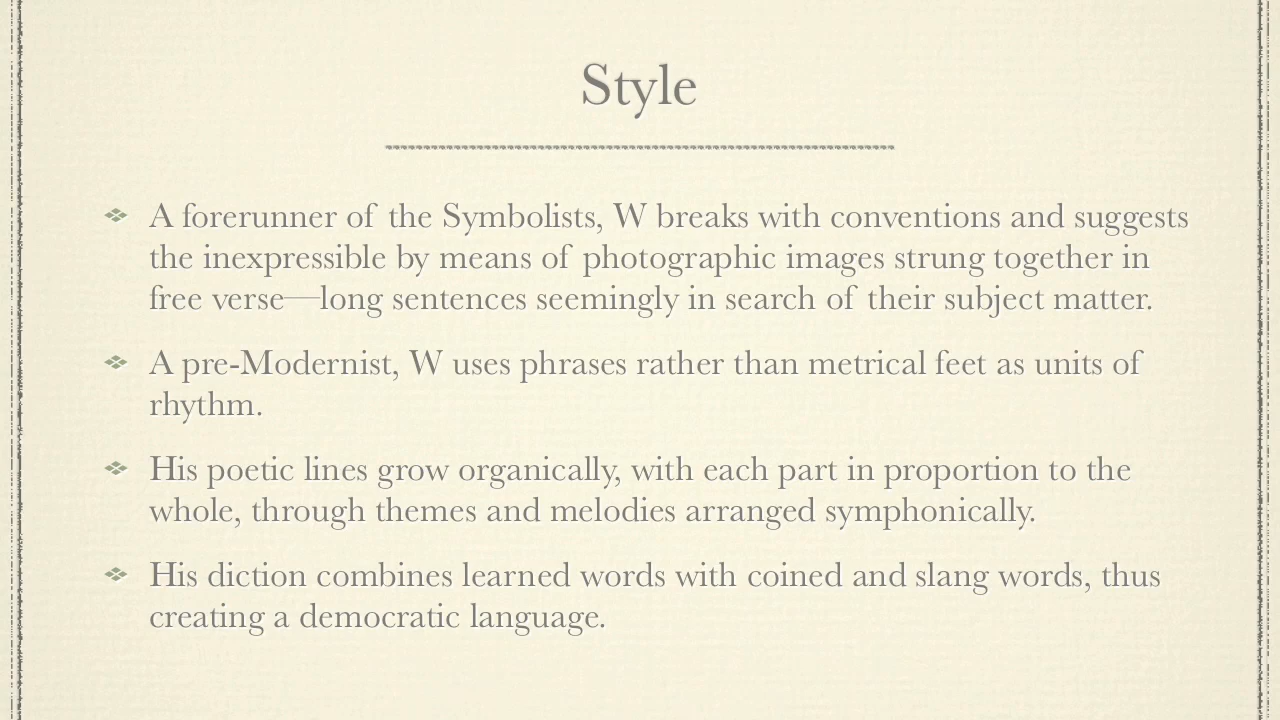 Style
A forerunner of the Symbolists, W breaks with conventions and suggests
the inexpressible by means of photographic images strung together in
free verse—long sentences seemingly in search of their subject matter.
A pre-Modernist, W uses phrases rather than metrical feet as units of
rhythm.
His poetic lines grow organically, with each part in proportion to the
whole, through themes and melodies arranged symphonically.
His diction combines learned words with coined and slang words, thus
creating a democratic language.